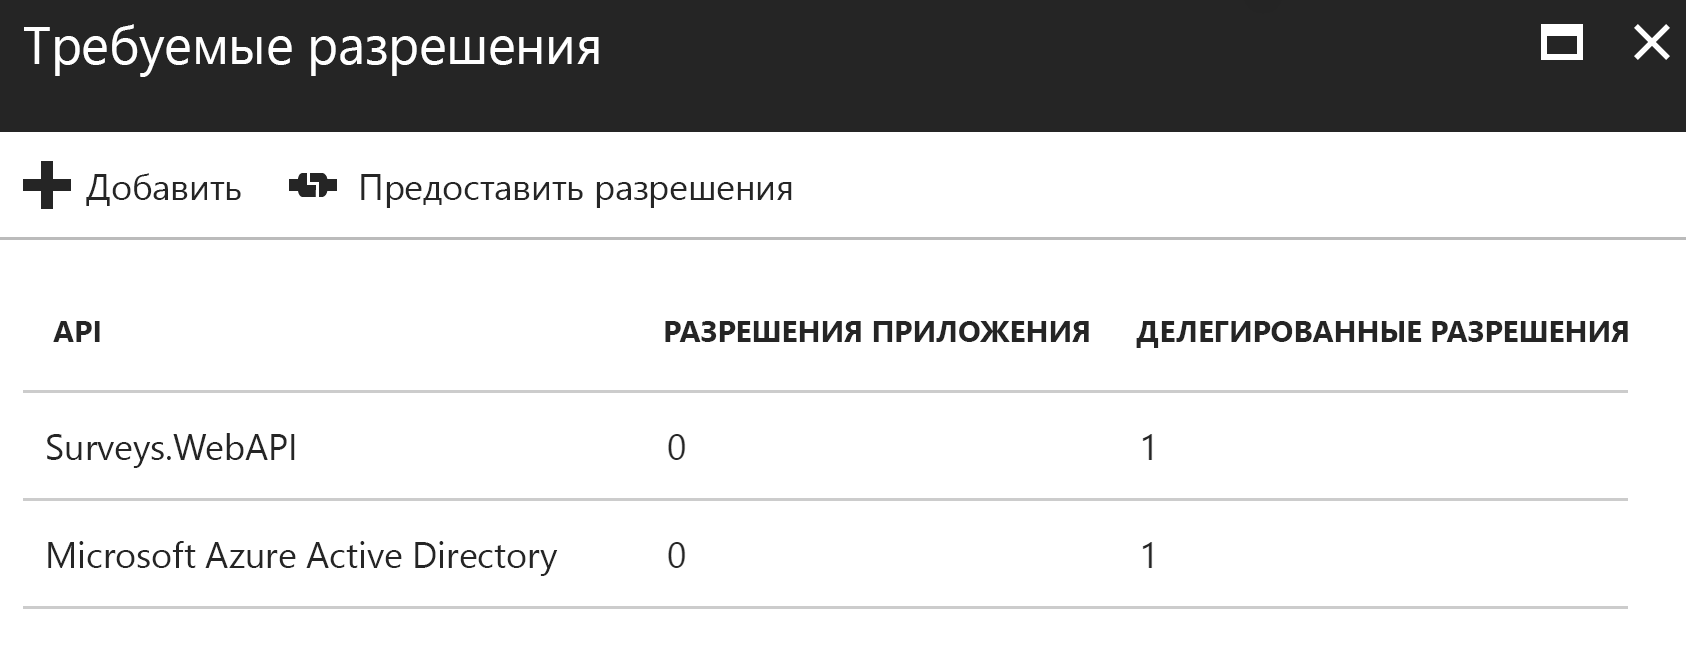 Требуемые разрешения
Добавить Предоставить разрешения
API РАЗРЕШЕНИЯ ПРИЛОЖЕНИЯ ДЕЛЕГИРОВАННЫЕ РАЗРЕШЕНИЯ
Surveys.WebAPI 0 1
Microsoft Azure Active Directory 0 1